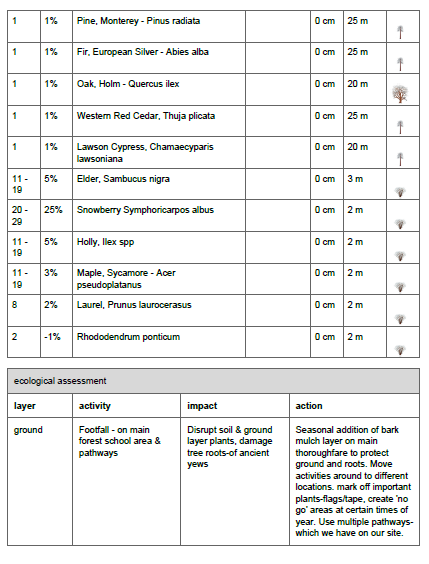 1 1% Pine, Monterey - Pinus radiata 0 cm 25 m
1 1% Fir, European Silver - Abies alba 0 cm 25 m
1 1% Oak, Holm - Quercus ilex 0 cm 20 m
1 1% Western Red Cedar, Thuja plicata 0 cm 25 m
1 1% Lawson Cypress, Chamaecyparis 0 cm 20 m
lawsoniana
11 - 5% Elder, Sambucus nigra 0 cm 3 m
19
20 - 25% Snowberry Symphoricarpos albus 0 cm 2 m
29
11 - 5% Holly, Ilex spp 0 cm 2 m
19
11 - 3% Maple, Sycamore - Acer 0 cm 2 m
19 pseudoplatanus
8 2% Laurel, Prunus laurocerasus 0 cm 2 m
2 -1% Rhododendrum ponticum 0 cm 2 m
ecological assessment
layer activity impact action
ground Footfall - on main Disrupt soil & ground Seasonal addition of bark
forest school area & layer plants, damage mulch layer on main
pathways tree roots-of ancient thoroughfare to protect
yews ground and roots. Move
activities around to different
locations. mark off important
plants-flags/tape, create 'no
go' areas at certain times of
year. Use multiple pathways-
which we have on our site.